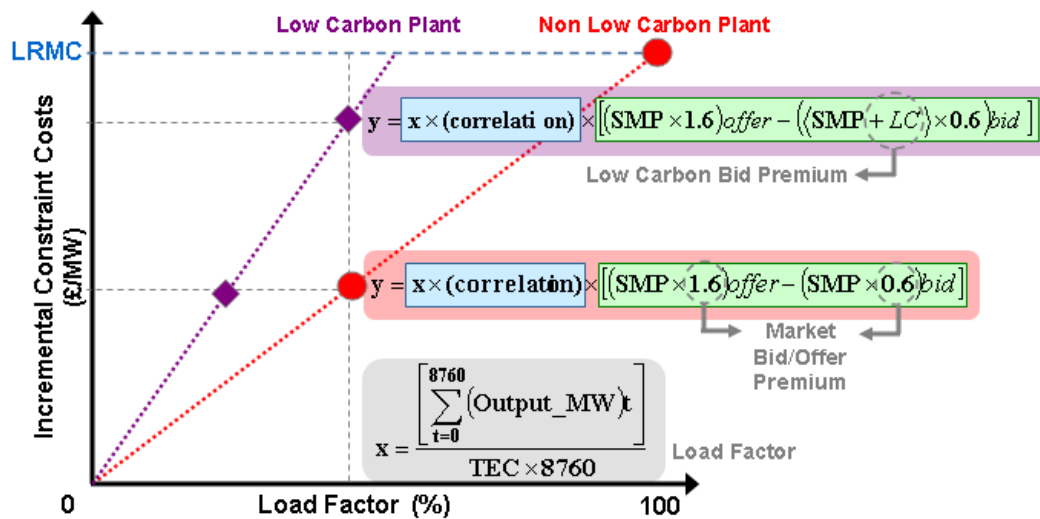 Low Carbon Plant
Non Low Carbon Plant
LRMC
Incremental Constraint Costs
(£/MW)
y = x × (correlati on) × [(SMP × 1.6)offer − ((SMP + LC) × 0.6)bid ]
Low Carbon Bid Premium
y = x × (correlation) × [(SMP × 1.6)offer − (SMP × 0.6)bid]
Market
Bid/Offer
Premium
x = [ 8760 ∑ t=0 (Output_MW)t ] / TEC × 8760
Load Factor
0
Load Factor (%)
100